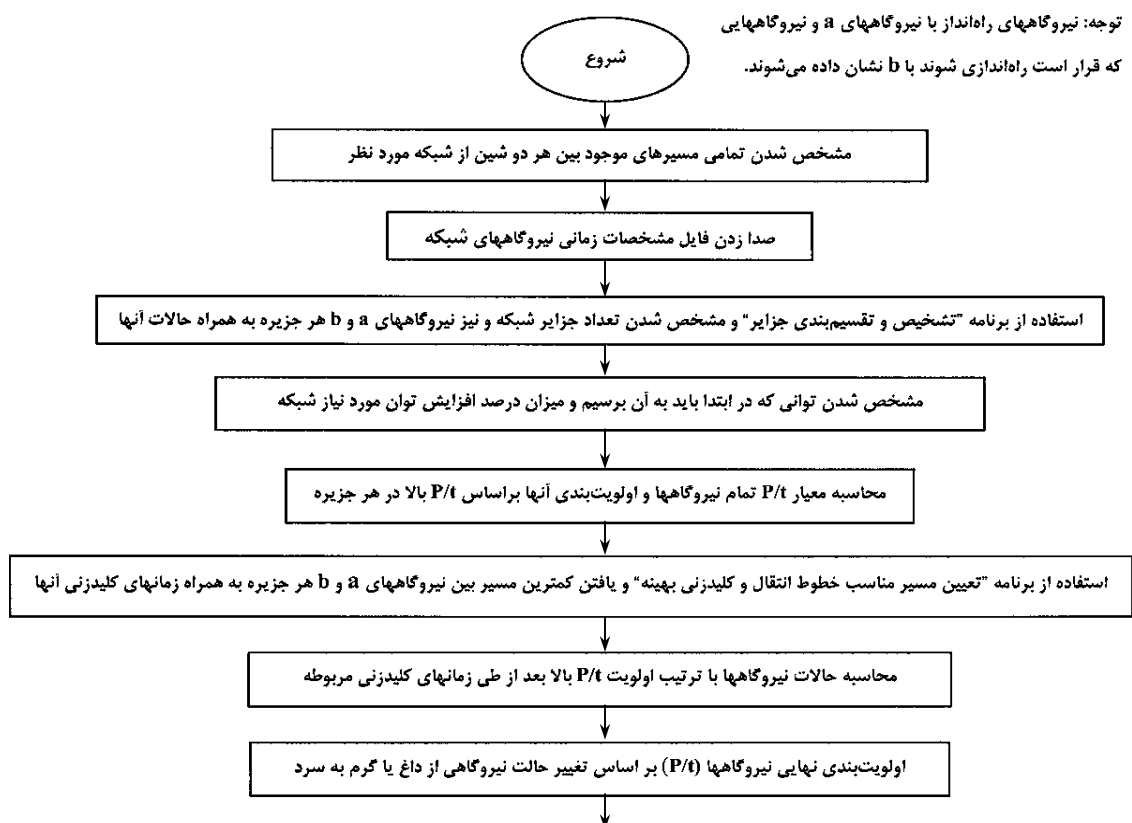 توجه: نیروگاههای راه‌انداز با نیروگاههای a و نیروگاههایی
که قرار است راه‌اندازی شوند با b نشان داده می‌شوند.
شروع
مشخص شدن تمامی مسیرهای موجود بین هر دو شین از شبکه مورد نظر
صدا زدن فایل مشخصات زمانی نیروگاههای شبکه
استفاده از برنامه "تشخیص و تقسیم‌بندی جزایر" و مشخص شدن تعداد جزایر شبکه و نیز نیروگاههای a و b هر جزیره به همراه حالات آنها
مشخص شدن توانی که در ابتدا باید به آن برسیم و میزان درصد افزایش توان مورد نیاز شبکه
محاسبه معیار P/t تمام نیروگاهها و اولویت‌بندی آنها براساس P/t بالا در هر جزیره
استفاده از برنامه "تعیین مسیر مناسب خطوط انتقال و کلیدزنی بهینه" و یافتن کمترین مسیر بین نیروگاههای a و b هر جزیره به همراه زمانهای کلیدزنی آنها
محاسبه حالات نیروگاهها با ترتیب اولویت P/t بالا بعد از طی زمانهای کلیدزنی مربوطه
اولویت‌بندی نهایی نیروگاهها (P/t) بر اساس تغییر حالت نیروگاهی از داغ یا گرم به سرد